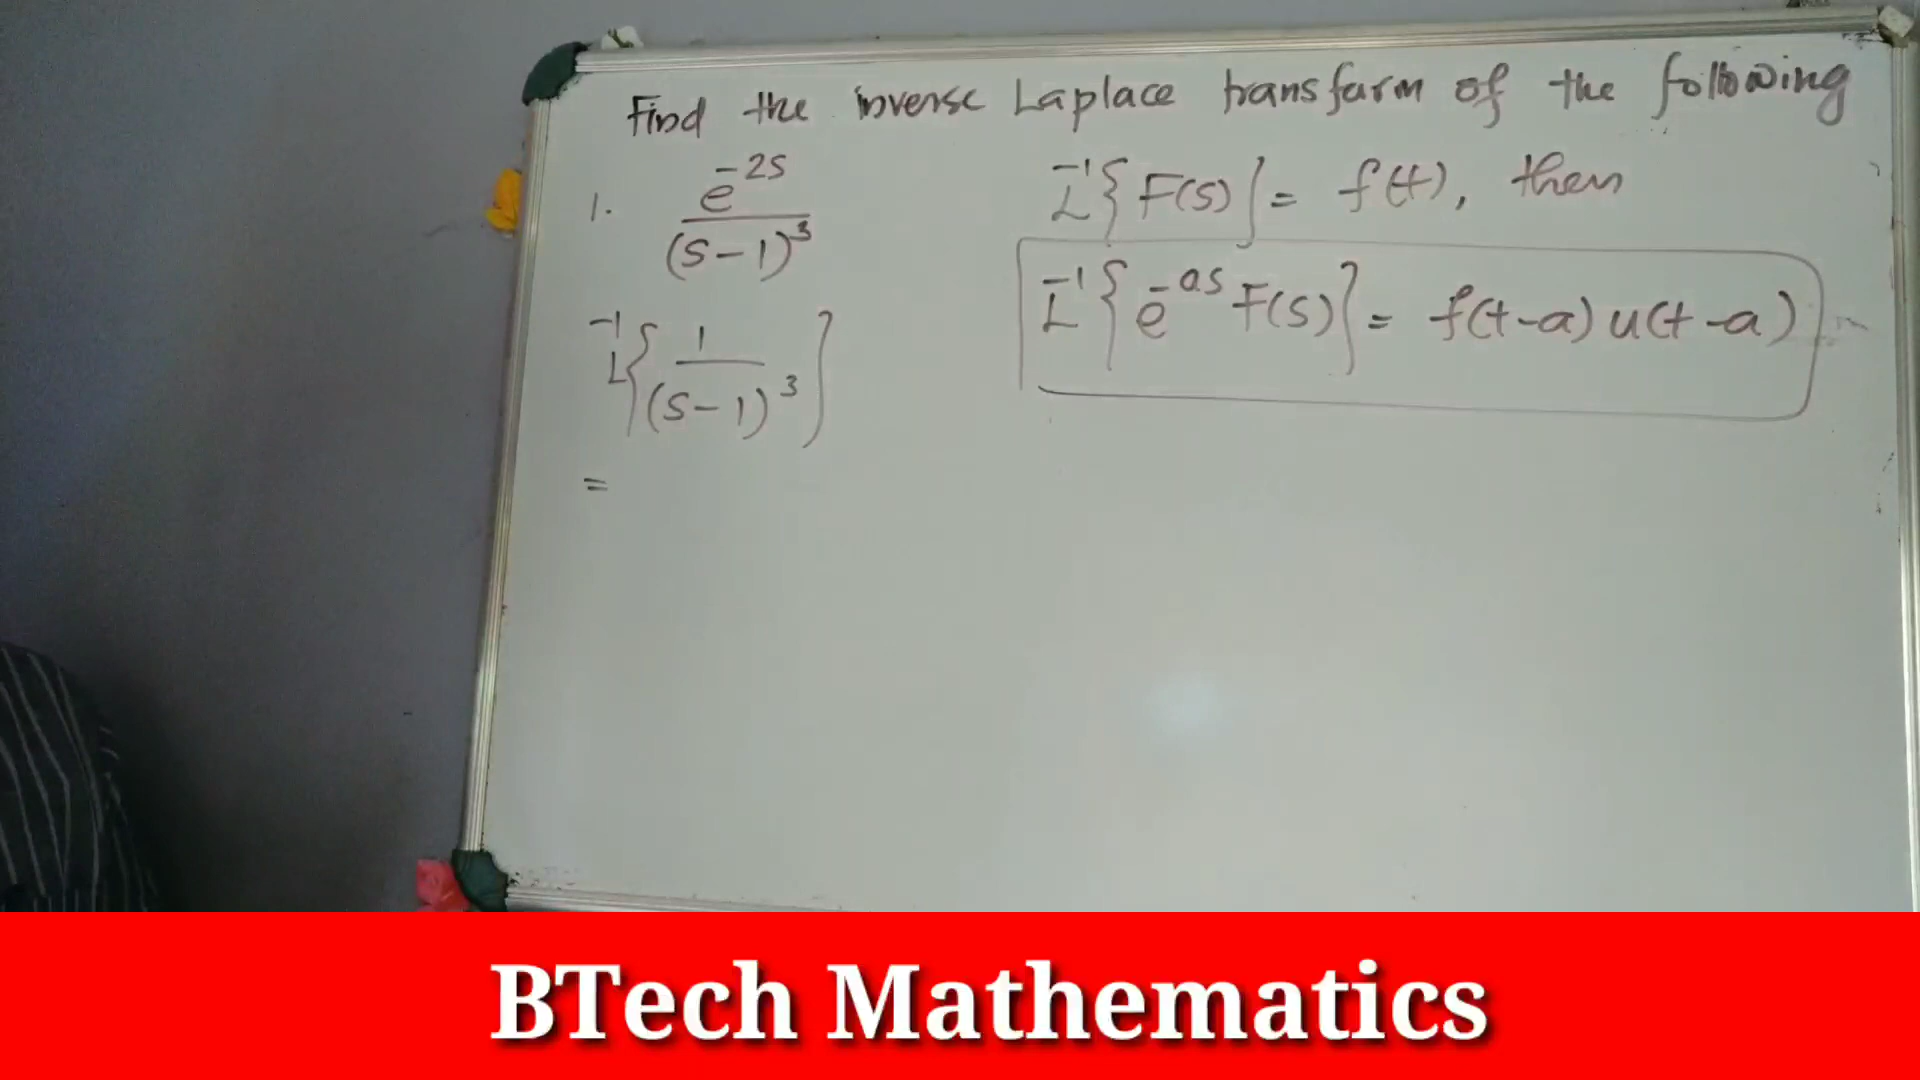 Find the inverse Laplace transform of the following
1. e^{-2s} / (s-1)^3
L^{-1}{F(s)} = f(t), then
L^{-1}{e^{-as} F(s)} = f(t-a) u(t-a)
L^{-1}{1 / (s-1)^3}
=
BTech Mathematics